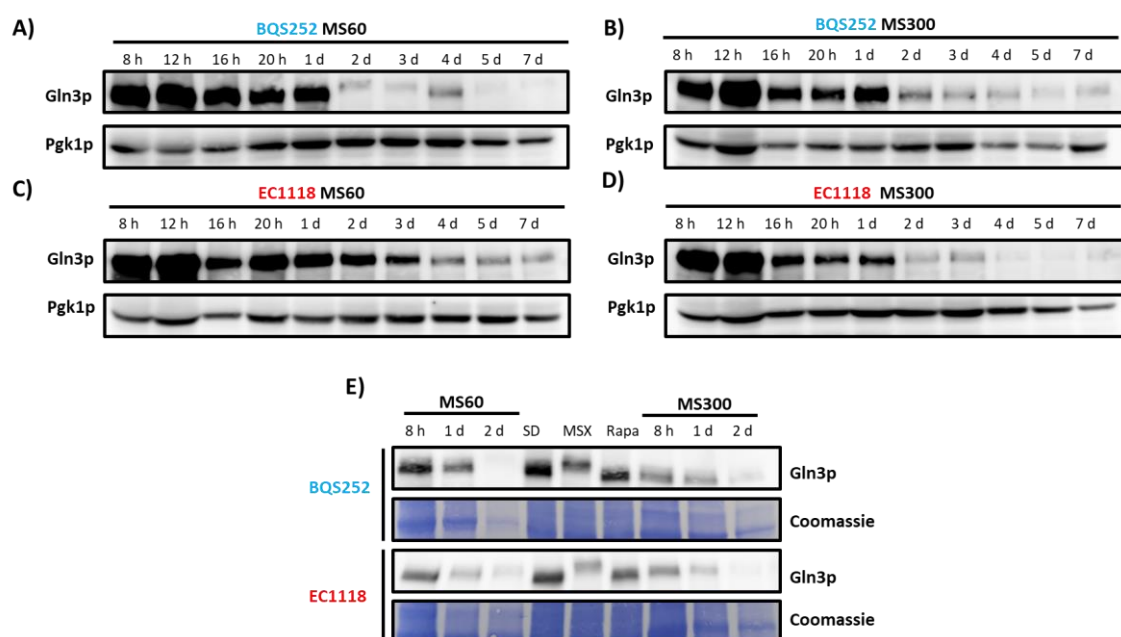 A)
BQS252 MS60
8 h 12 h 16 h 20 h 1 d 2 d 3 d 4 d 5 d 7 d
Gln3p
Pgk1p
B)
BQS252 MS300
8 h 12 h 16 h 20 h 1 d 2 d 3 d 4 d 5 d 7 d
Gln3p
Pgk1p
C)
EC1118 MS60
8 h 12 h 16 h 20 h 1 d 2 d 3 d 4 d 5 d 7 d
Gln3p
Pgk1p
D)
EC1118 MS300
8 h 12 h 16 h 20 h 1 d 2 d 3 d 4 d 5 d 7 d
Gln3p
Pgk1p
E)
MS60 MS300
8 h 1 d 2 d SD MSX Rapa 8 h 1 d 2 d
BQS252
Gln3p
Coomassie
EC1118
Gln3p
Coomassie